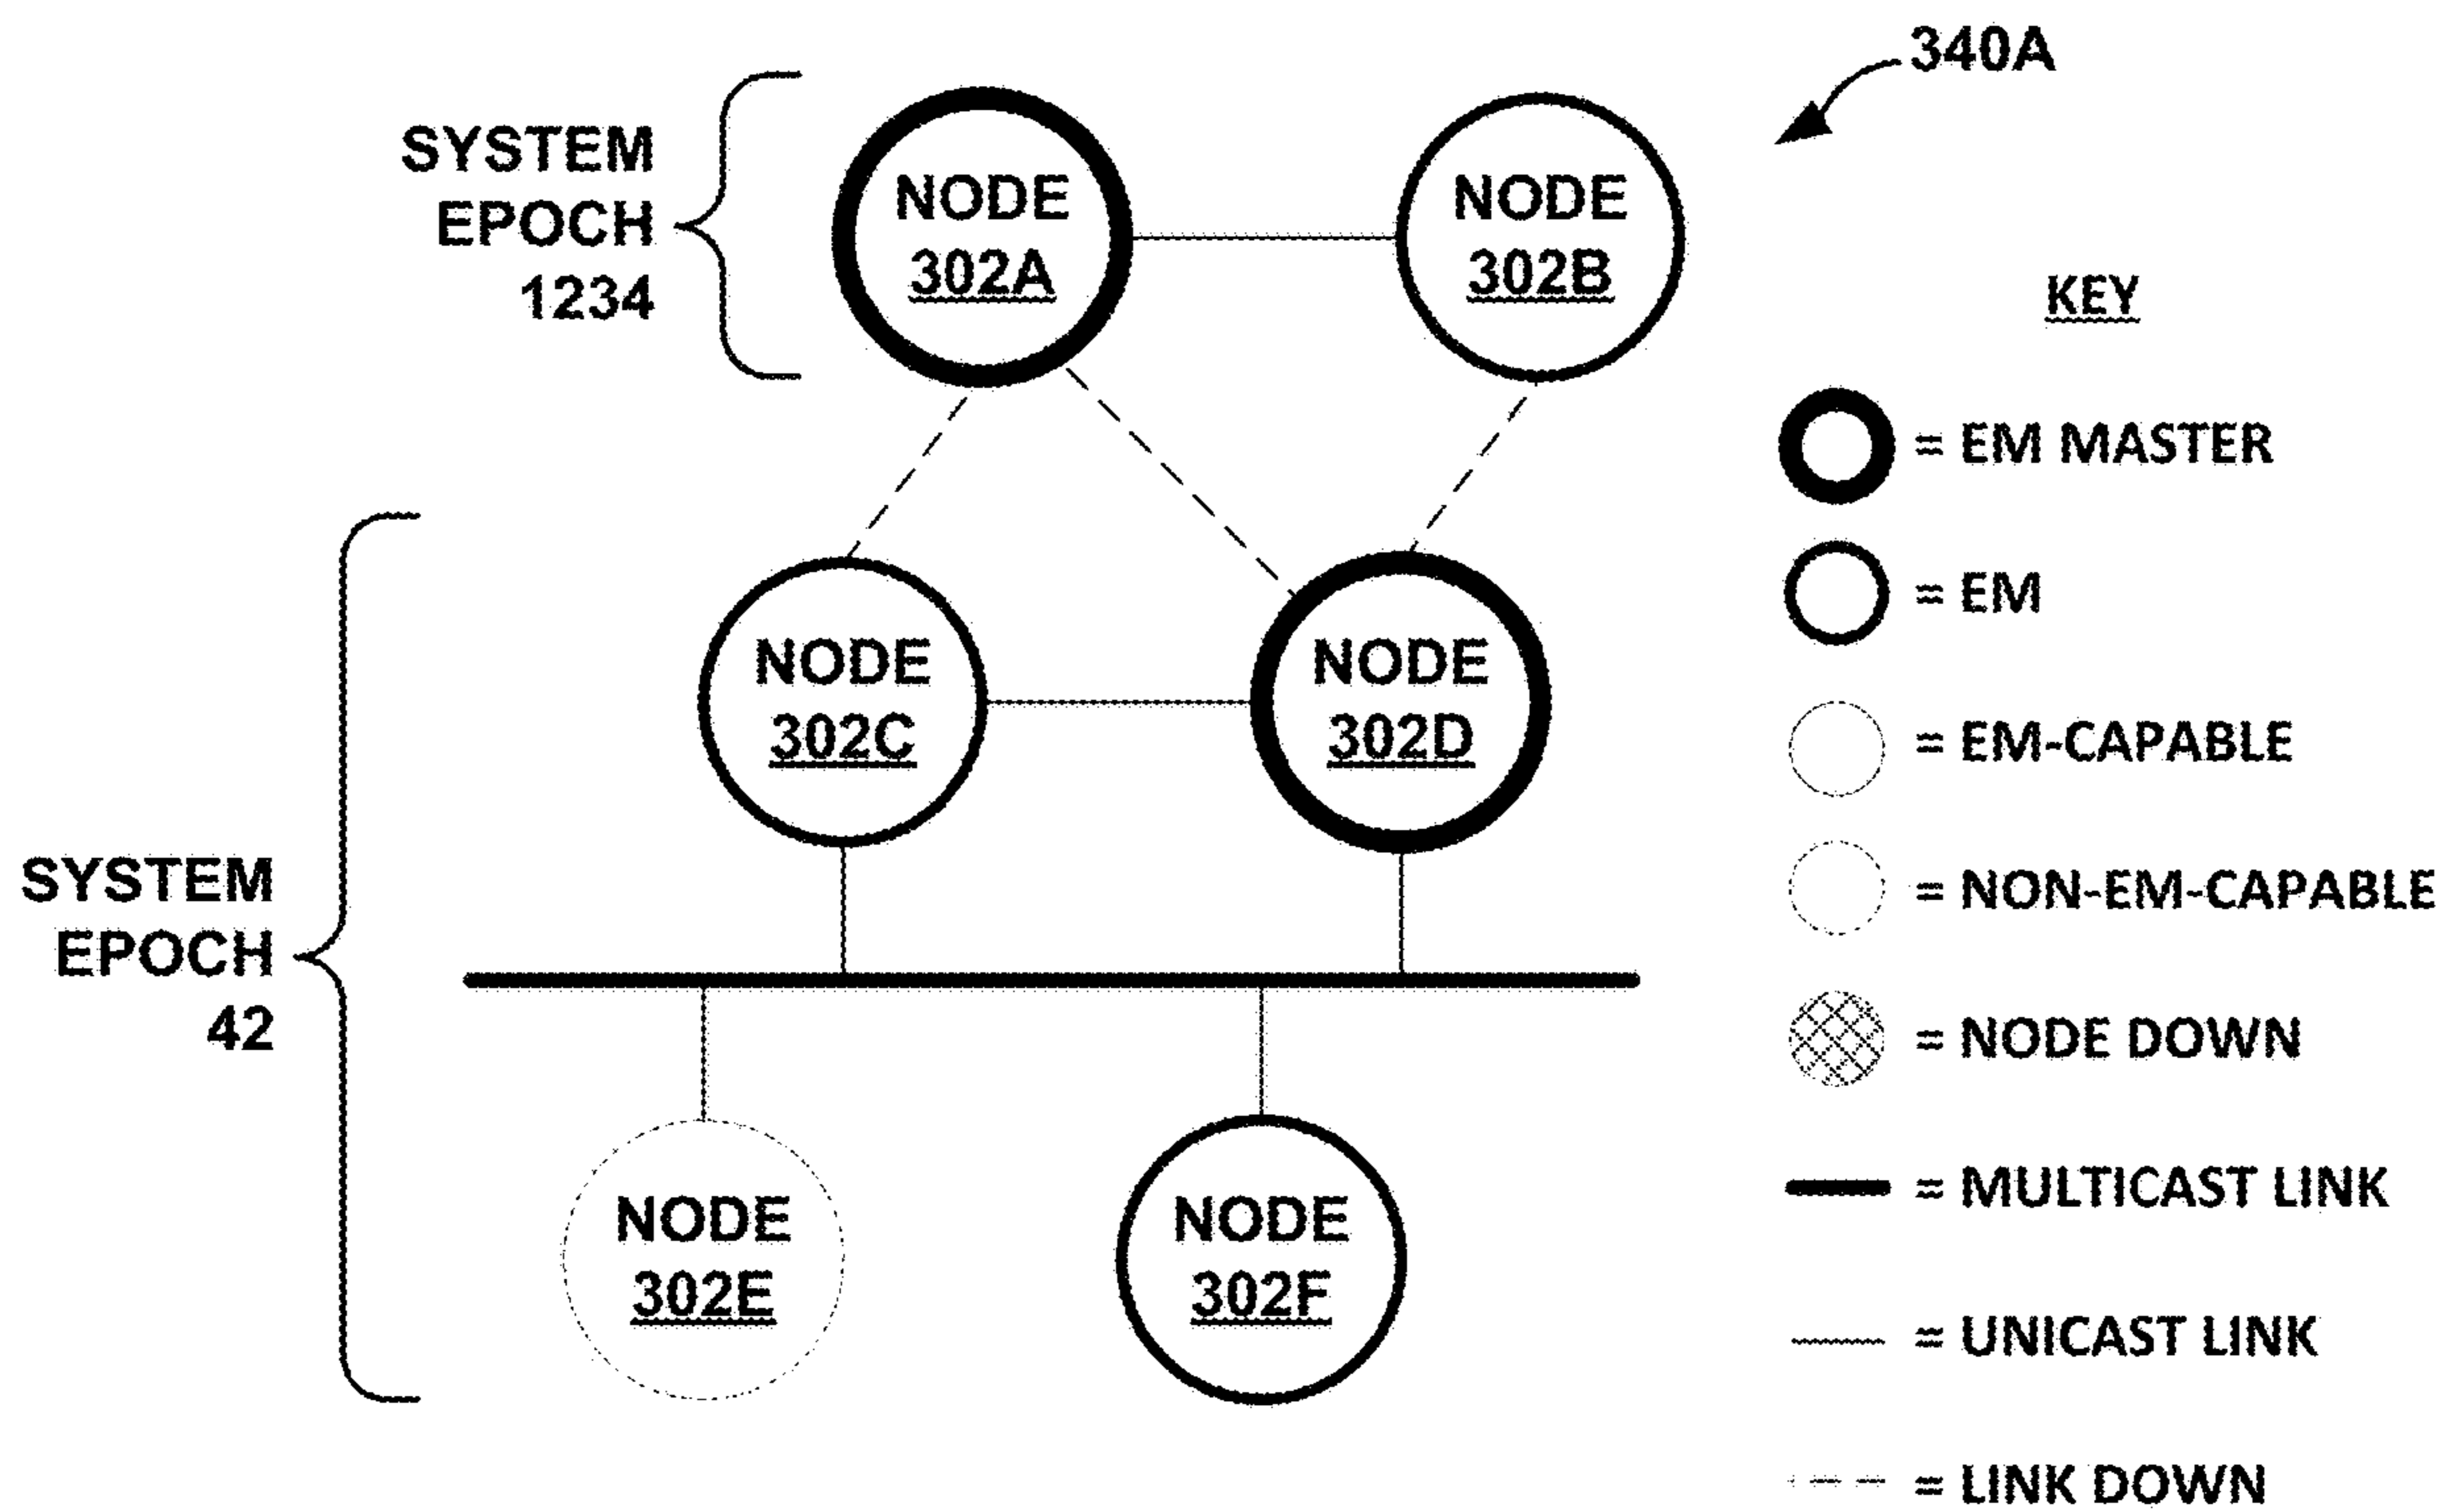 340A
SYSTEM
EPOCH
1234
NODE
302A
NODE
302B
KEY
= EM MASTER
= EM
= EM-CAPABLE
= NON-EM-CAPABLE
= NODE DOWN
= MULTICAST LINK
= UNICAST LINK
= LINK DOWN
NODE
302C
NODE
302D
SYSTEM
EPOCH
42
NODE
302E
NODE
302F